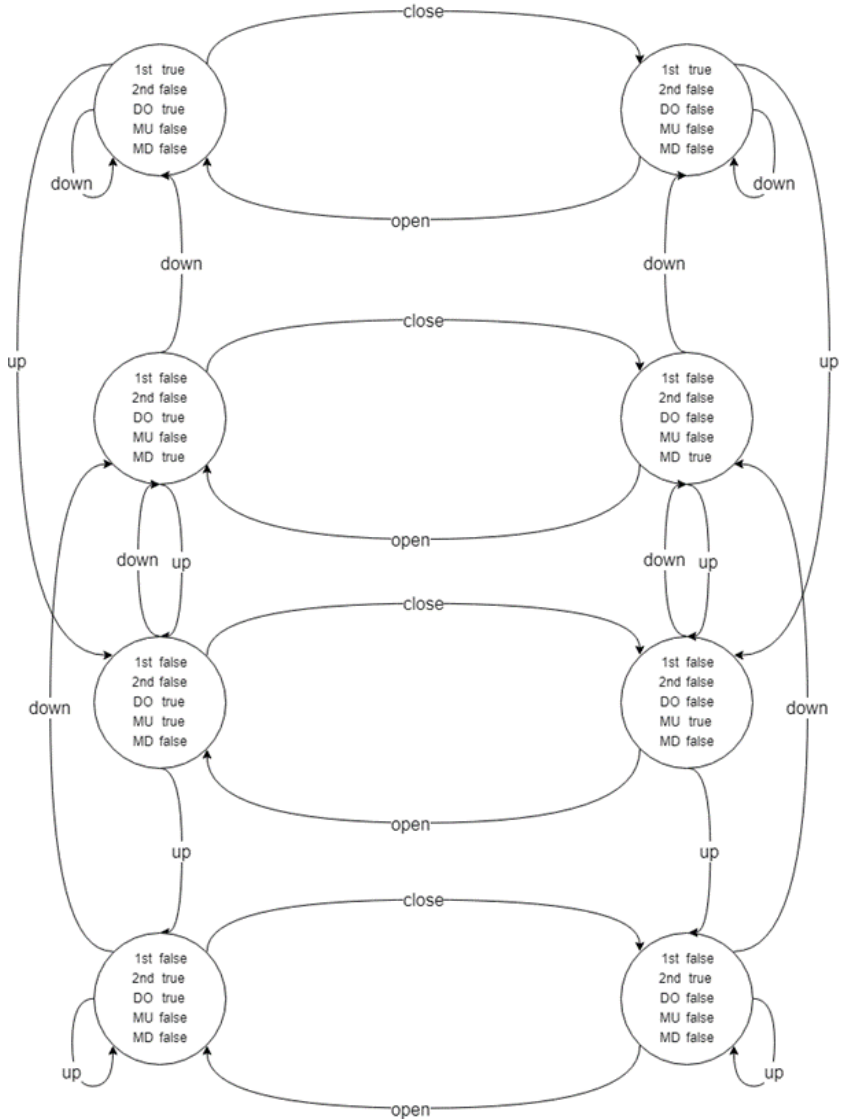 close
1st true
2nd false
DO true
MU false
MD false
1st true
2nd false
DO false
MU false
MD false
down
down
open
down
down
close
up
up
1st false
2nd false
DO true
MU false
MD true
1st false
2nd false
DO false
MU false
MD true
open
down
up
down
up
close
1st false
2nd false
DO true
MU true
MD false
1st false
2nd false
DO false
MU true
MD false
down
down
open
up
up
close
1st false
2nd true
DO true
MU false
MD false
1st false
2nd true
DO false
MU false
MD false
up
up
open